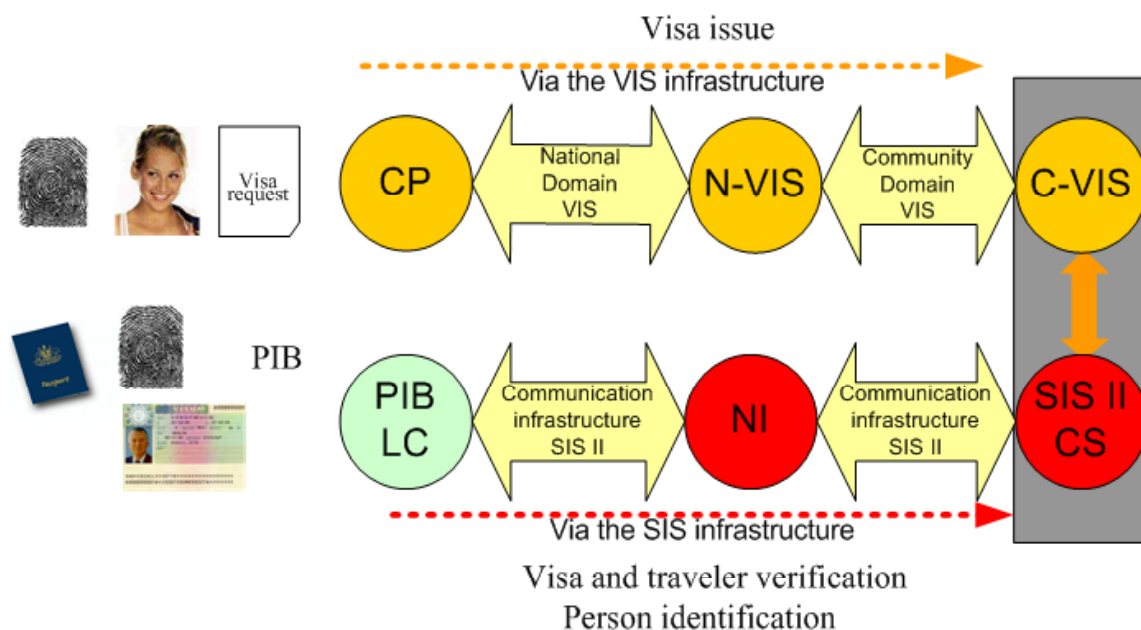 Visa issue
Via the VIS infrastructure
Visa
request
CP
National
Domain
VIS
N-VIS
Community
Domain
VIS
C-VIS
Passport
PIB
PIB
LC
Communication
infrastructure
SIS II
NI
Communication
infrastructure
SIS II
SIS II
CS
Via the SIS infrastructure
Visa and traveler verification
Person identification